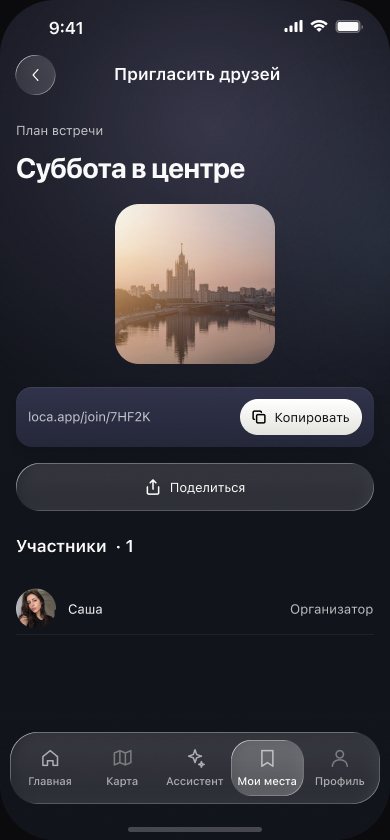 9:41
Пригласить друзей
План встречи
Суббота в центре
loca.app/join/7HF2K
Копировать
Поделиться
Участники · 1
Саша
Организатор
Главная
Карта
Ассистент
Мои места
Профиль